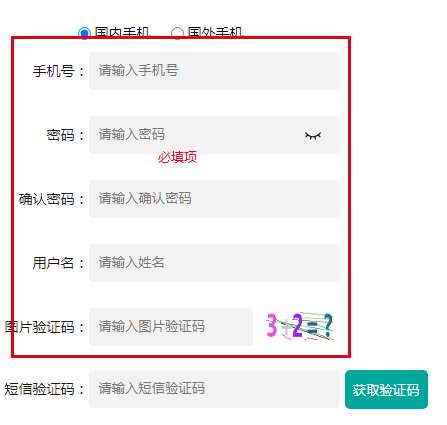 国内手机 国外手机
手机号： 请输入手机号
密码： 请输入密码
必填项
确认密码： 请输入确认密码
用户名： 请输入姓名
图片验证码： 请输入图片验证码 3+2=?
短信验证码： 请输入短信验证码 获取验证码